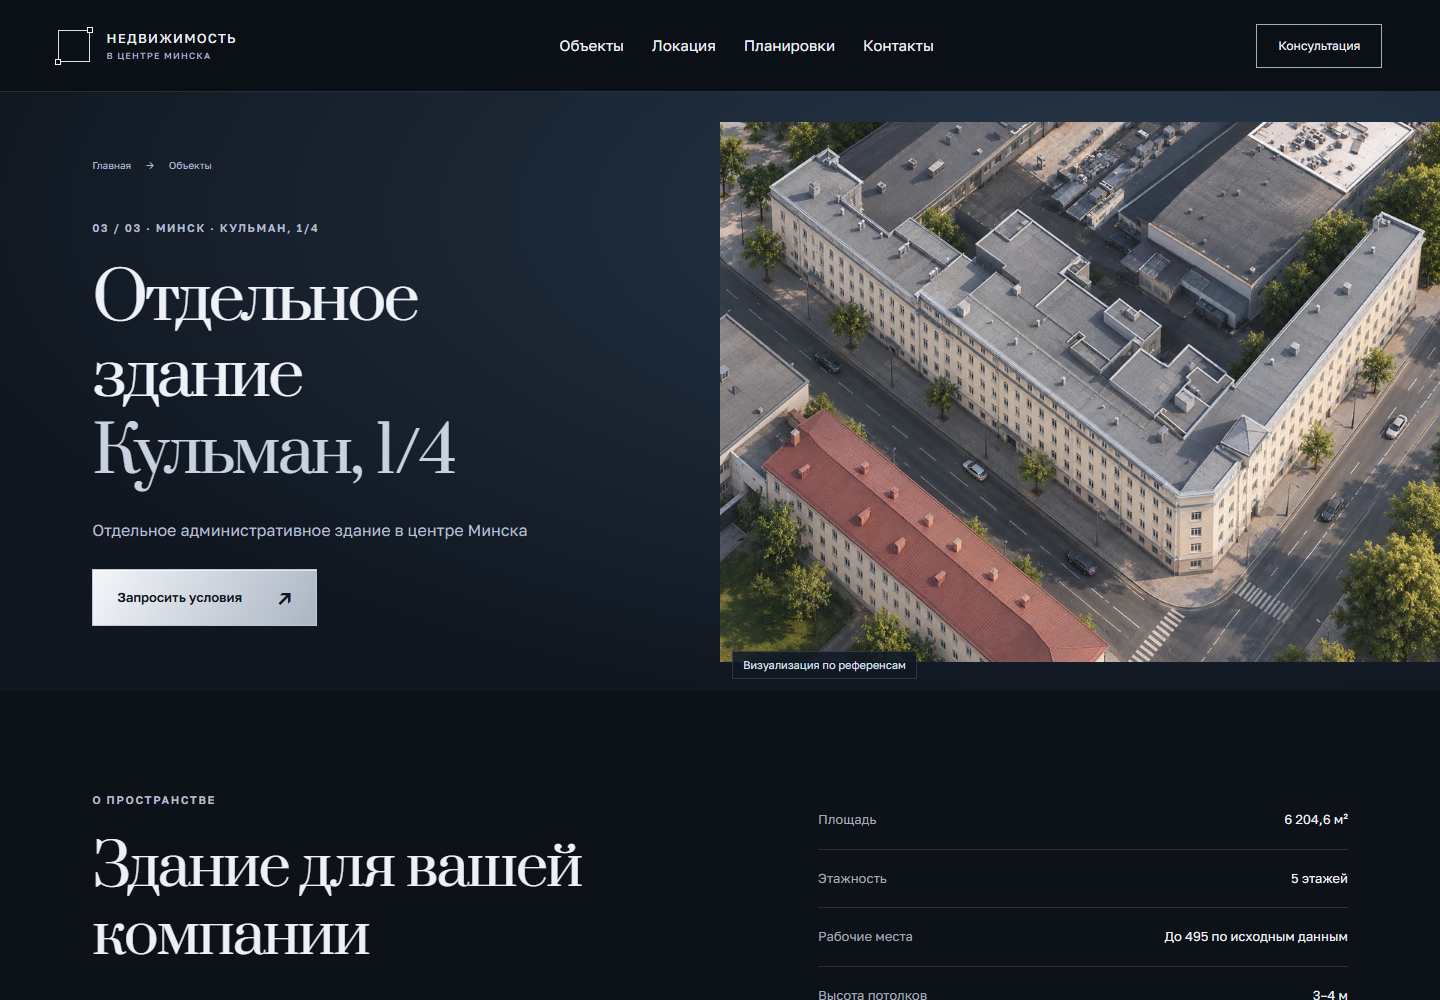 НЕДВИЖИМОСТЬ
В ЦЕНТРЕ МИНСКА
Объекты
Локация
Планировки
Контакты
Консультация
Главная → Объекты
03 / 03 · МИНСК · КУЛЬМАН, 1/4
Отдельное
здание
Кульман, 1/4
Отдельное административное здание в центре Минска
Запросить условия
Визуализация по референсам
О ПРОСТРАНСТВЕ
Здание для вашей
компании
Площадь 6 204,6 м²
Этажность 5 этажей
Рабочие места До 495 по исходным данным
Высота потолков 3–4 м